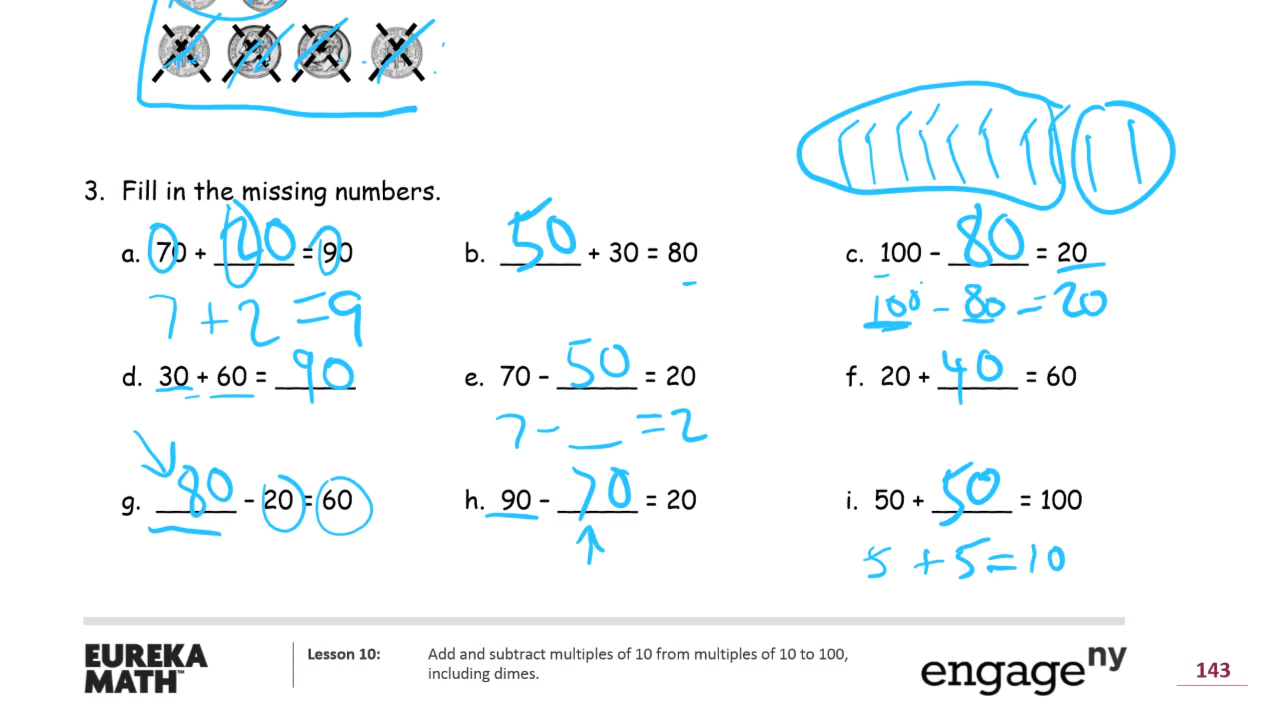 3. Fill in the missing numbers.
a. 70 + 20 = 90 b. 50 + 30 = 80 c. 100 - 80 = 20
7 + 2 = 9 100 - 80 = 20
d. 30 + 60 = 90 e. 70 - 50 = 20 f. 20 + 40 = 60
7 - __ = 2
g. 80 - 20 = 60 h. 90 - 70 = 20 i. 50 + 50 = 100
5 + 5 = 10
EUREKA MATH™ Lesson 10: Add and subtract multiples of 10 from multiples of 10 to 100,
including dimes.
engage ny
143